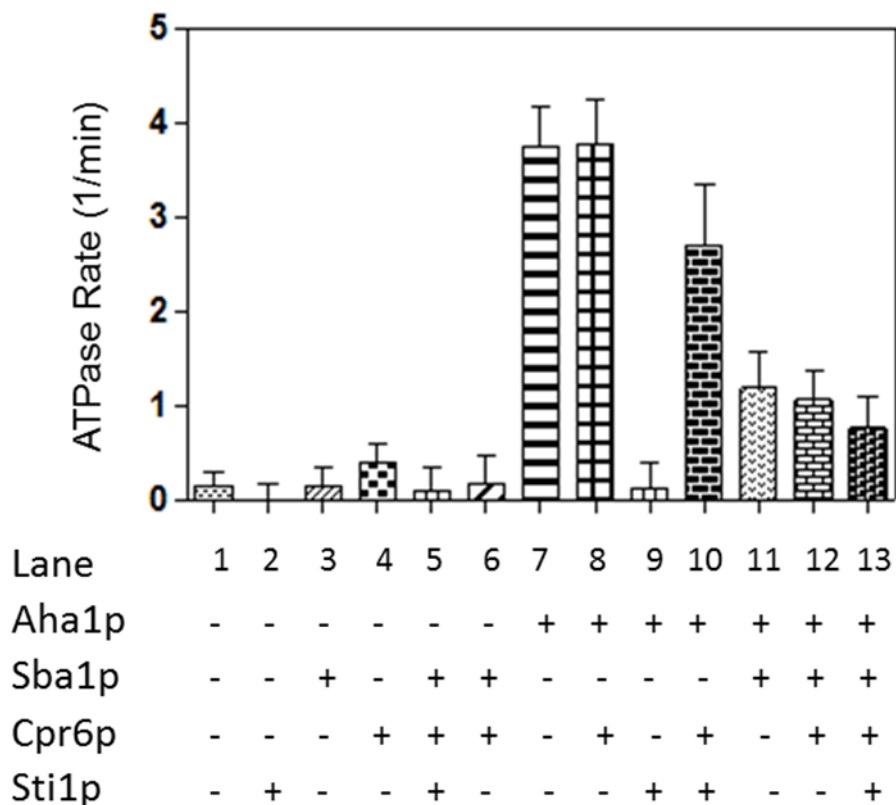 5
4
3
2
1
0
ATPase Rate (1/min)
Lane 1 2 3 4 5 6 7 8 9 10 11 12 13
Aha1p - - - - - - + + + + + + +
Sba1p - - + - + + - - - - + + +
Cpr6p - - - + + + - + - + - + +
Sti1p - + - - + - - - + + - - +